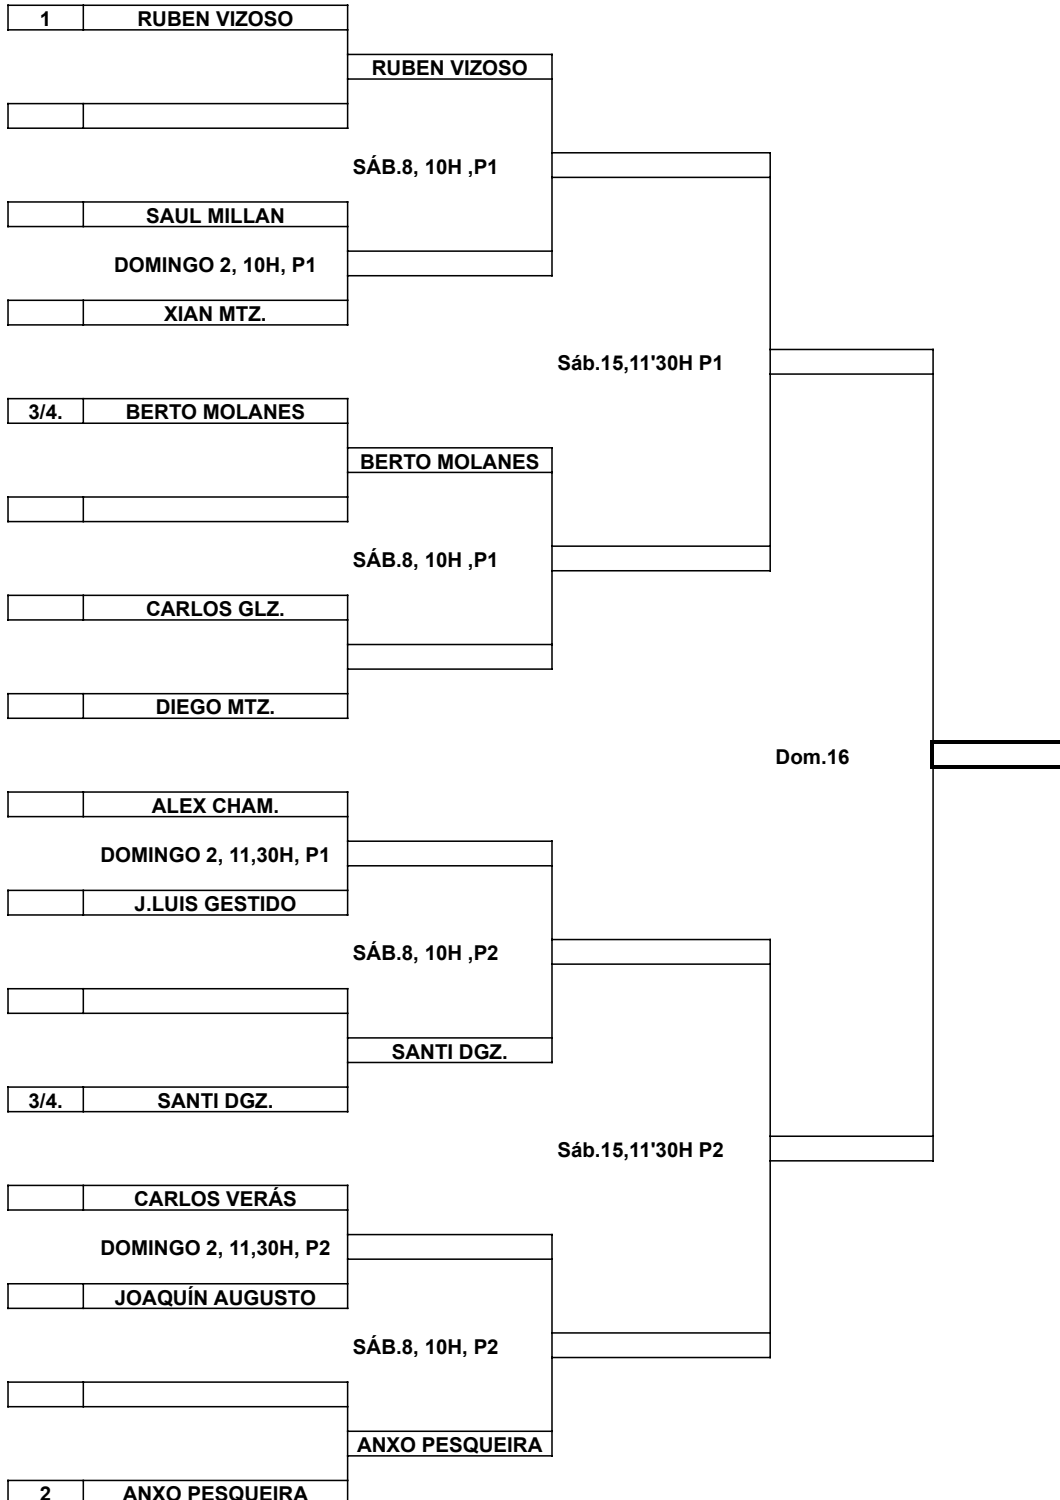 1 RUBEN VIZOSO
RUBEN VIZOSO
SÁB.8, 10H ,P1
SAUL MILLAN
DOMINGO 2, 10H, P1
XIAN MTZ.
Sáb.15,11'30H P1
3/4. BERTO MOLANES
BERTO MOLANES
SÁB.8, 10H ,P1
CARLOS GLZ.
DIEGO MTZ.
Dom.16
ALEX CHAM.
DOMINGO 2, 11,30H, P1
J.LUIS GESTIDO
SÁB.8, 10H ,P2
SANTI DGZ.
3/4. SANTI DGZ.
Sáb.15,11'30H P2
CARLOS VERÁS
DOMINGO 2, 11,30H, P2
JOAQUÍN AUGUSTO
SÁB.8, 10H, P2
ANXO PESQUEIRA
2 ANXO PESQUEIRA